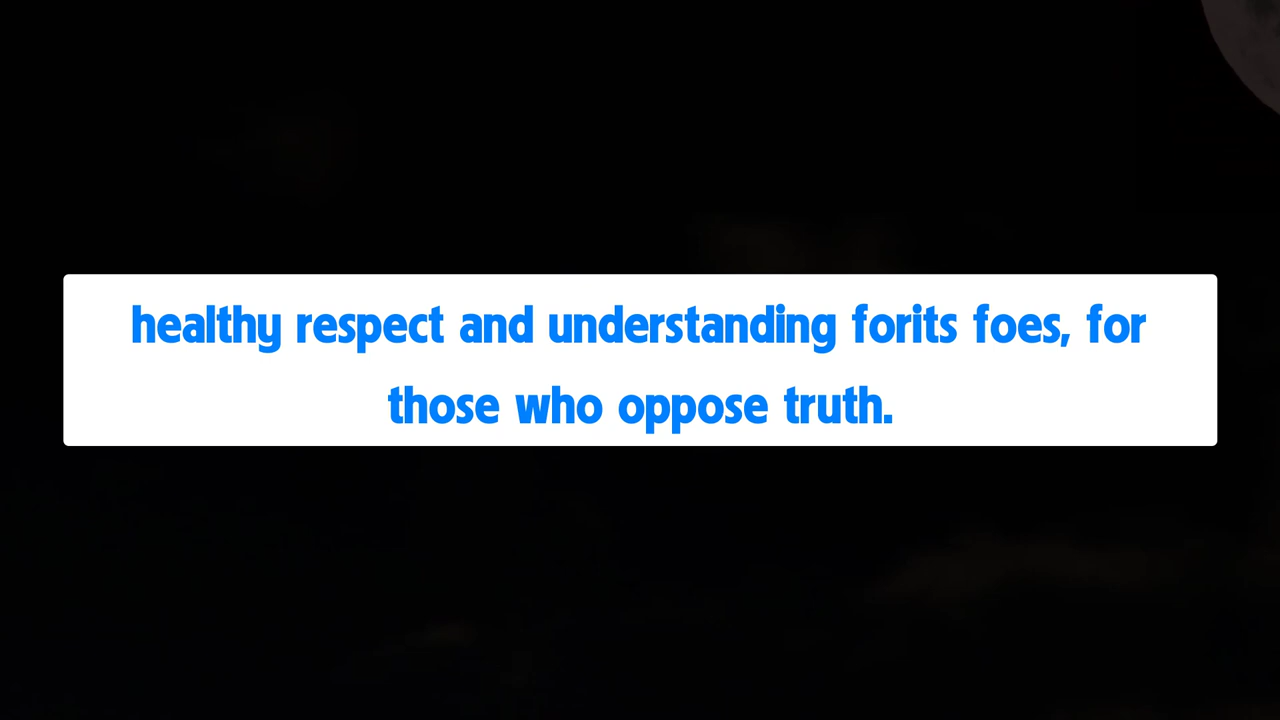 healthy respect and understanding forits foes, for
those who oppose truth.